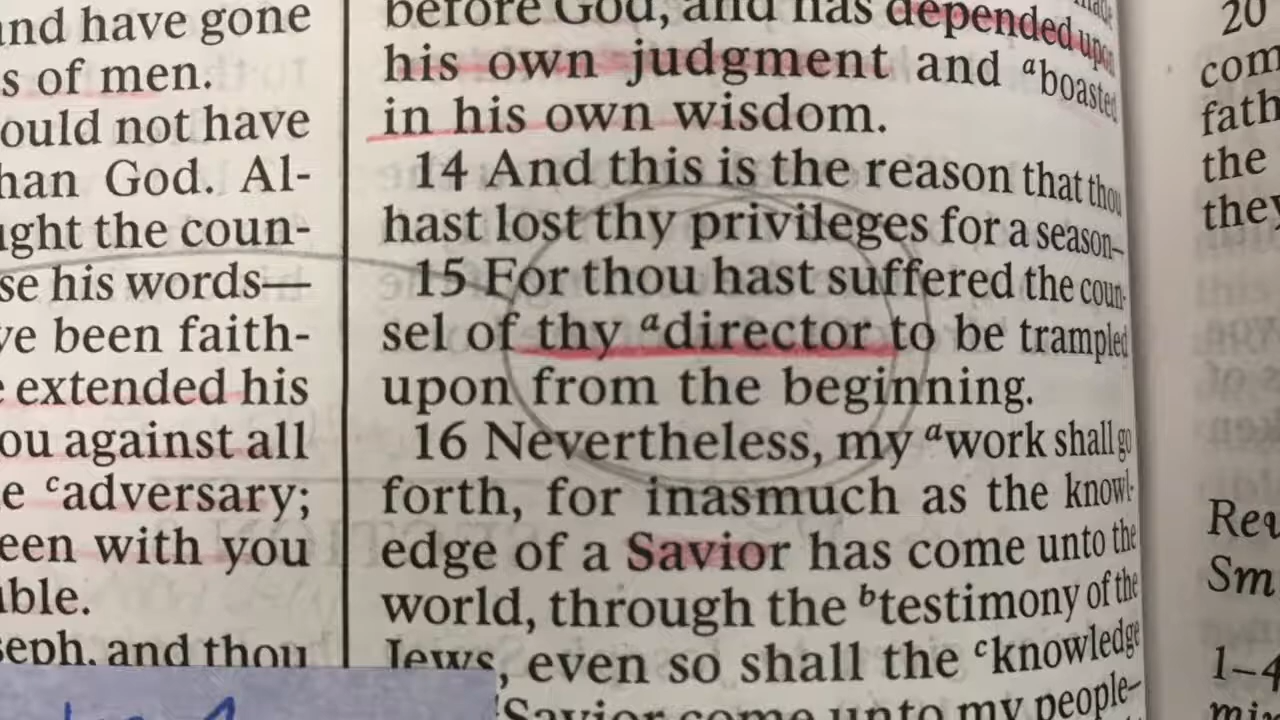 and have gone
s of men.
ould not have
han God. Al-
ught the coun-
se his words—
ve been faith-
extended his
ou against all
e cadversary;
een with you
ible.
seph, and thou
before God, and has depended upon
his own judgment and aboasted
in his own wisdom.
14 And this is the reason that thou
hast lost thy privileges for a season—
15 For thou hast suffered the coun-
sel of thy adirector to be trampled
upon from the beginning.
16 Nevertheless, my awork shall go
forth, for inasmuch as the knowl-
edge of a Savior has come unto the
world, through the btestimony of the
Jews, even so shall the cknowledge
Savior come unto my people—
20
com
fath
the
they
Rev
Sm
1–4